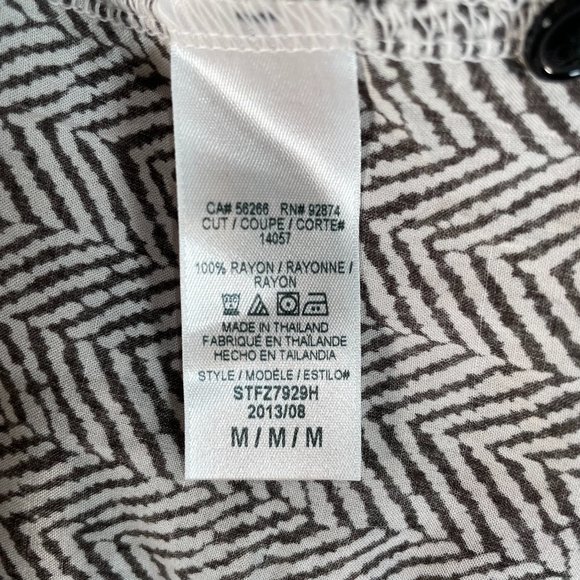 CA# 56266 RN# 92874
CUT / COUPE / CORTE#
14057
100% RAYON / RAYONNE /
RAYON
MADE IN THAILAND
FABRIQUÉ EN THAÏLANDE
HECHO EN TAILANDIA
STYLE / MODÈLE / ESTILO#
STFZ7929H
2013/08
M / M / M